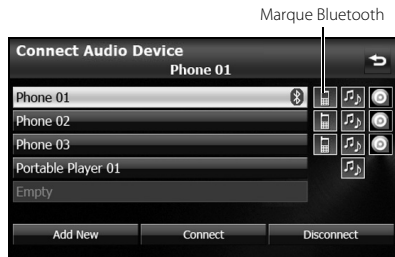 Marque Bluetooth
Connect Audio Device
Phone 01
Phone 01
Phone 02
Phone 03
Portable Player 01
Empty
Add New Connect Disconnect